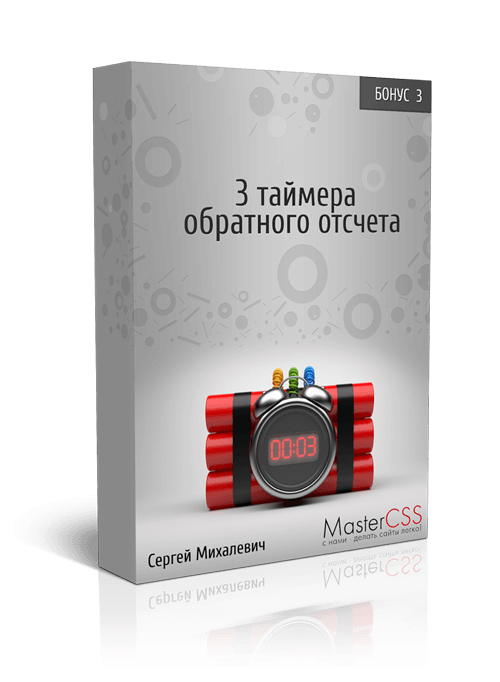 БОНУС 3
3 таймера
обратного отсчета
00:03
MasterCSS
с нами - делать сайты легко!
Сергей Михалевич